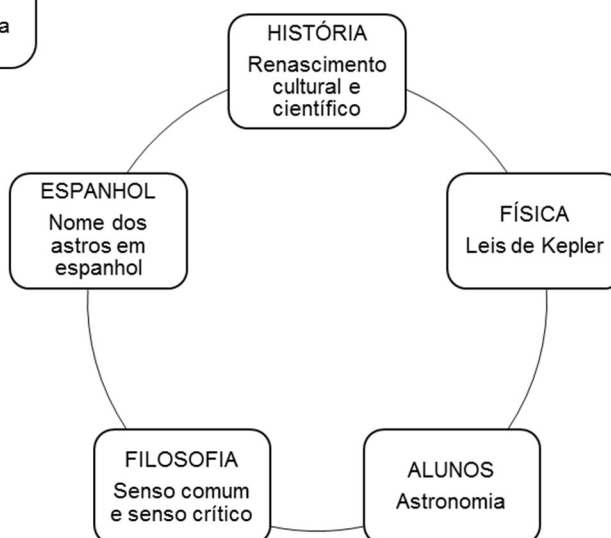 a
HISTÓRIA
Renascimento
cultural e
científico
ESPANHOL
Nome dos
astros em
espanhol
FÍSICA
Leis de Kepler
FILOSOFIA
Senso comum
e senso crítico
ALUNOS
Astronomia